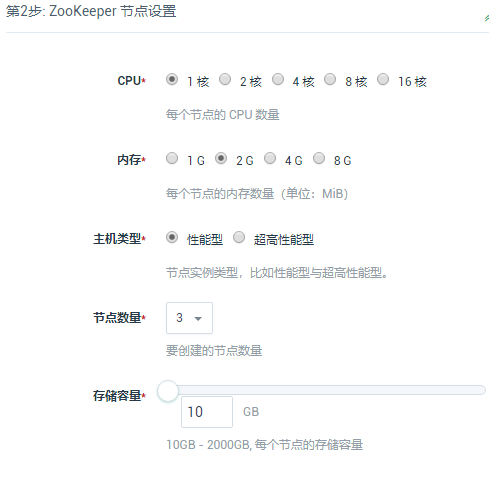 第2步: ZooKeeper 节点设置
CPU* 1 核 2 核 4 核 8 核 16 核
每个节点的 CPU 数量
内存* 1 G 2 G 4 G 8 G
每个节点的内存数量（单位：MiB）
主机类型* 性能型 超高性能型
节点实例类型，比如性能型与超高性能型。
节点数量* 3
要创建的节点数量
存储容量*
10 GB
10GB - 2000GB, 每个节点的存储容量